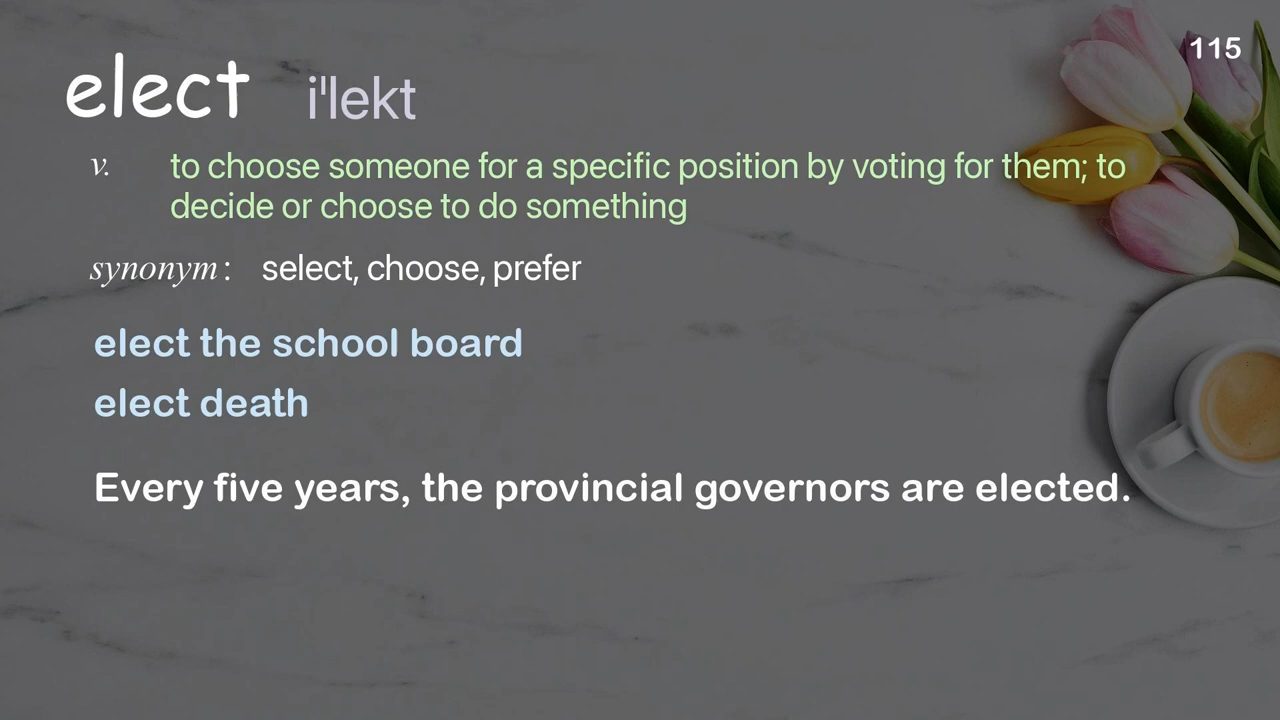 115
elect i'lekt
v. to choose someone for a specific position by voting for them; to
decide or choose to do something
synonym: select, choose, prefer
elect the school board
elect death
Every five years, the provincial governors are elected.